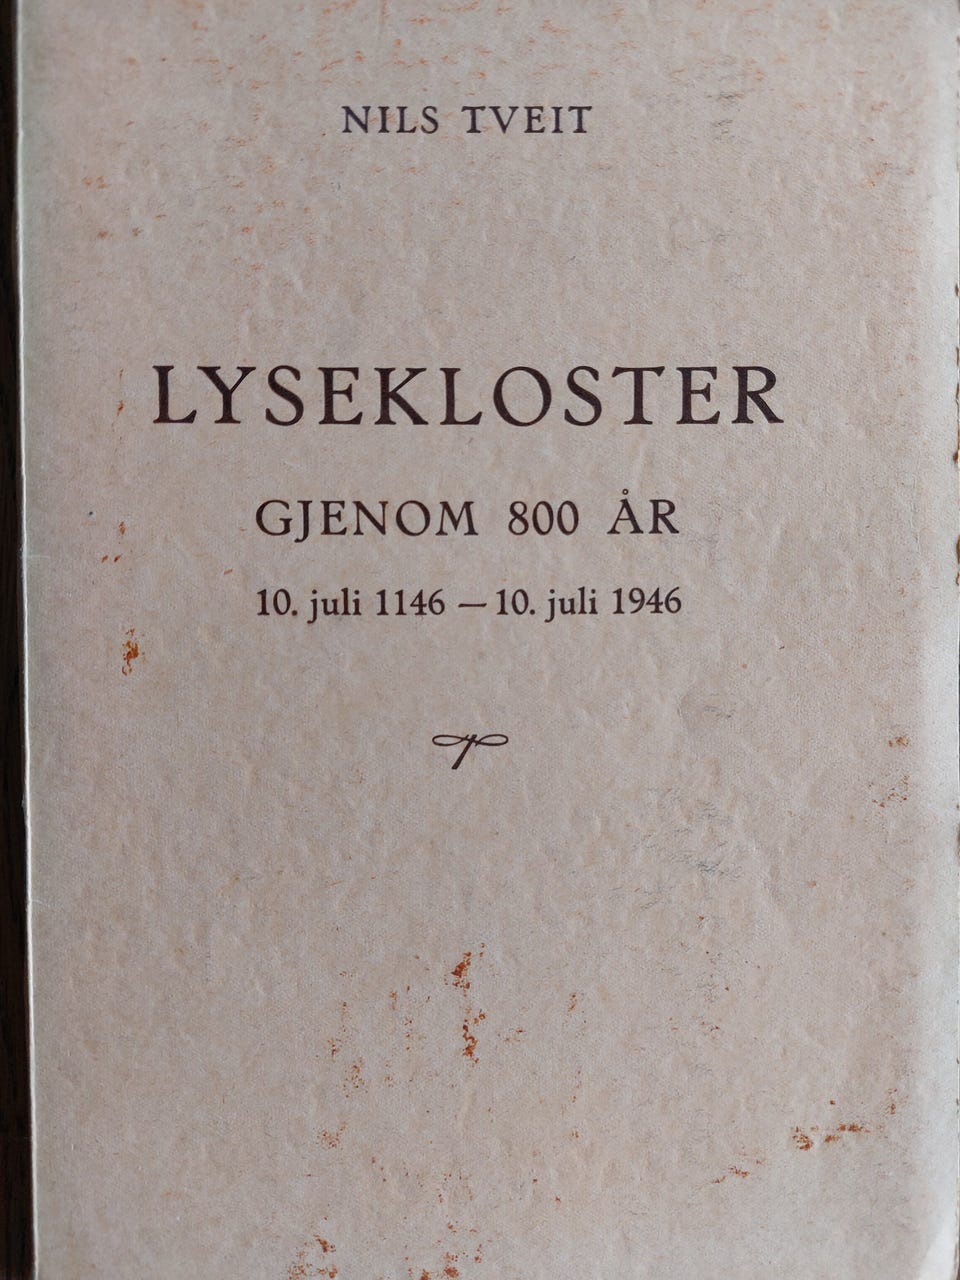 NILS TVEIT
LYSEKLOSTER
GJENOM 800 ÅR
10. juli 1146 — 10. juli 1946